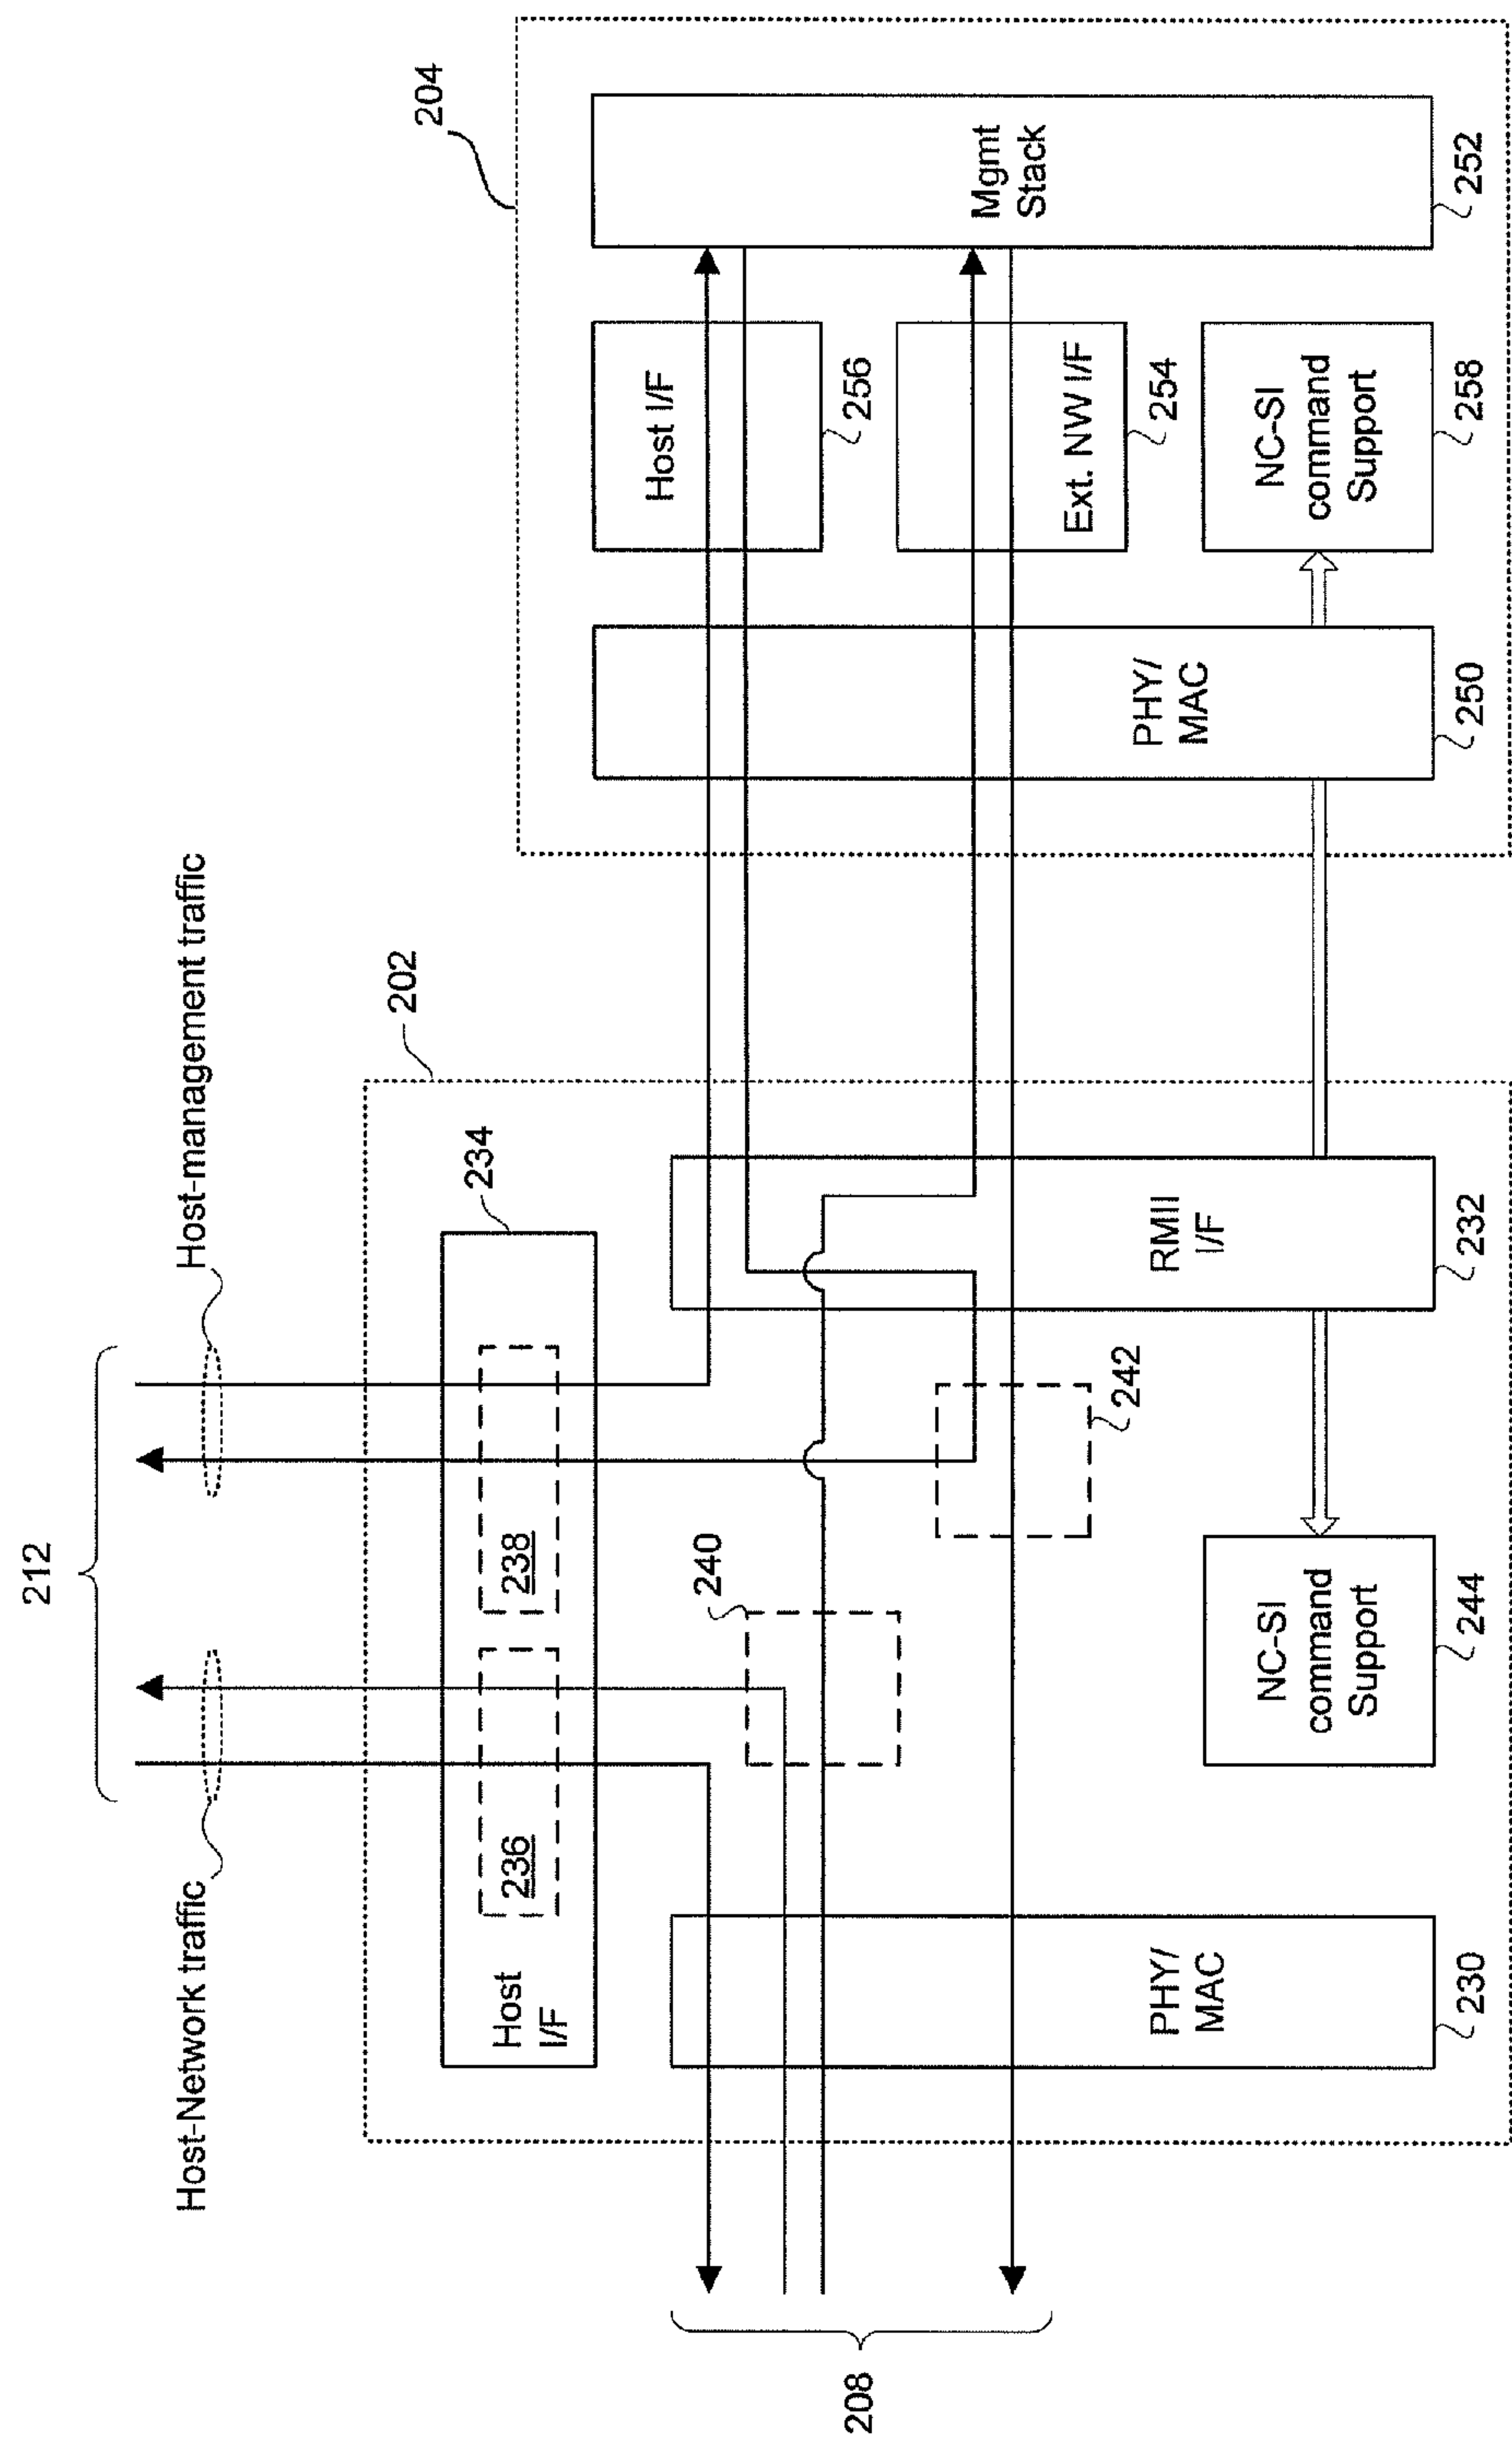 212
Host-Network traffic
Host-management traffic
202
204
234
Host
I/F
236
238
240
242
208
PHY/
MAC
230
NC-SI
command
Support
244
RMII
I/F
232
PHY/
MAC
250
Host I/F
256
Ext. NW I/F
254
NC-SI
command
Support
258
Mgmt
Stack
252